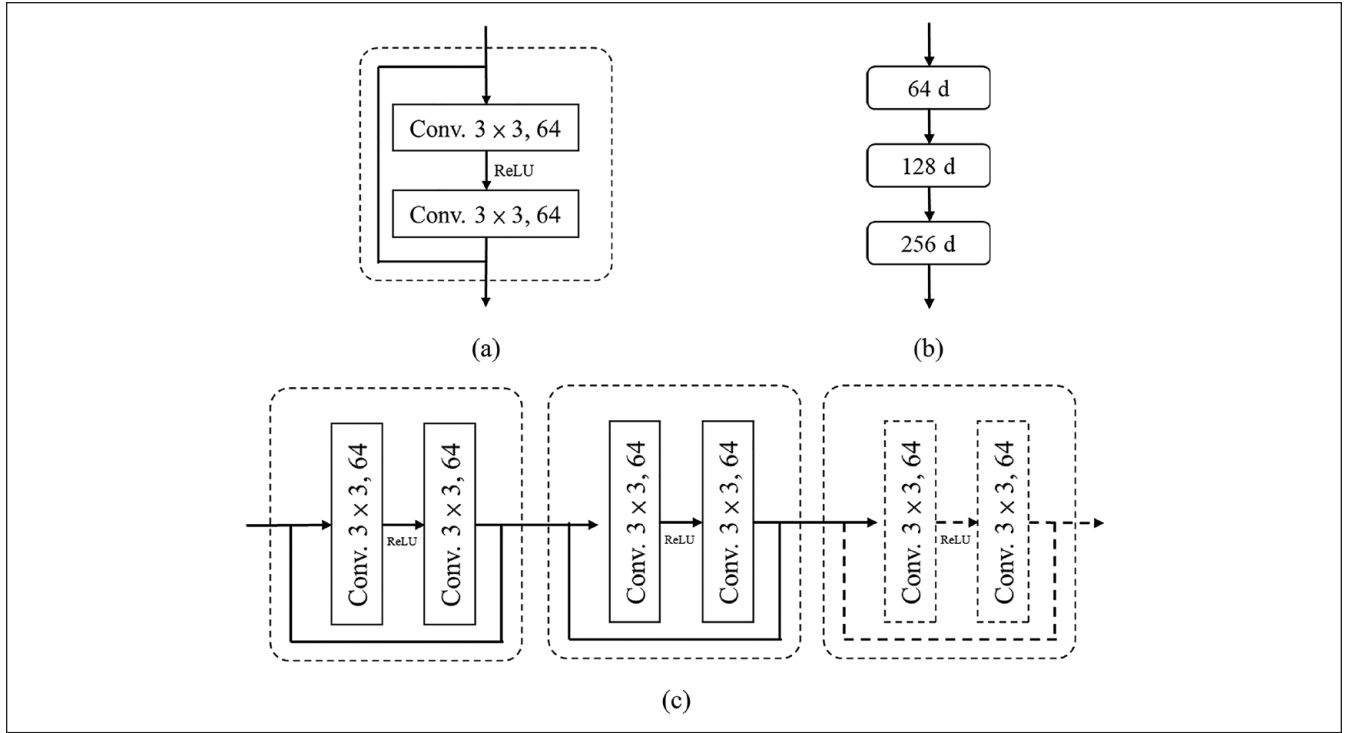 Conv. 3 × 3, 64
ReLU
Conv. 3 × 3, 64
(a)
64 d
128 d
256 d
(b)
Conv. 3 × 3, 64
ReLU
Conv. 3 × 3, 64
Conv. 3 × 3, 64
ReLU
Conv. 3 × 3, 64
Conv. 3 × 3, 64
ReLU
Conv. 3 × 3, 64
(c)